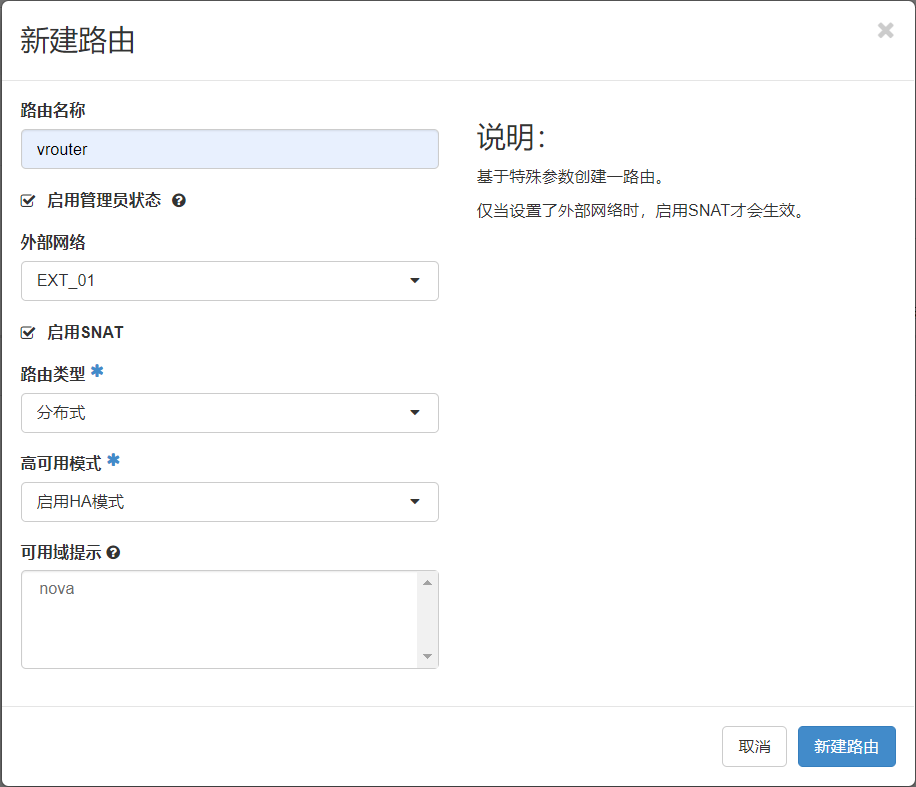 新建路由
×
路由名称
vrouter
启用管理员状态 ?
外部网络
EXT_01
启用SNAT
路由类型 *
分布式
高可用模式 *
启用HA模式
可用域提示 ?
nova
说明：
基于特殊参数创建一路由。
仅当设置了外部网络时，启用SNAT才会生效。
取消
新建路由